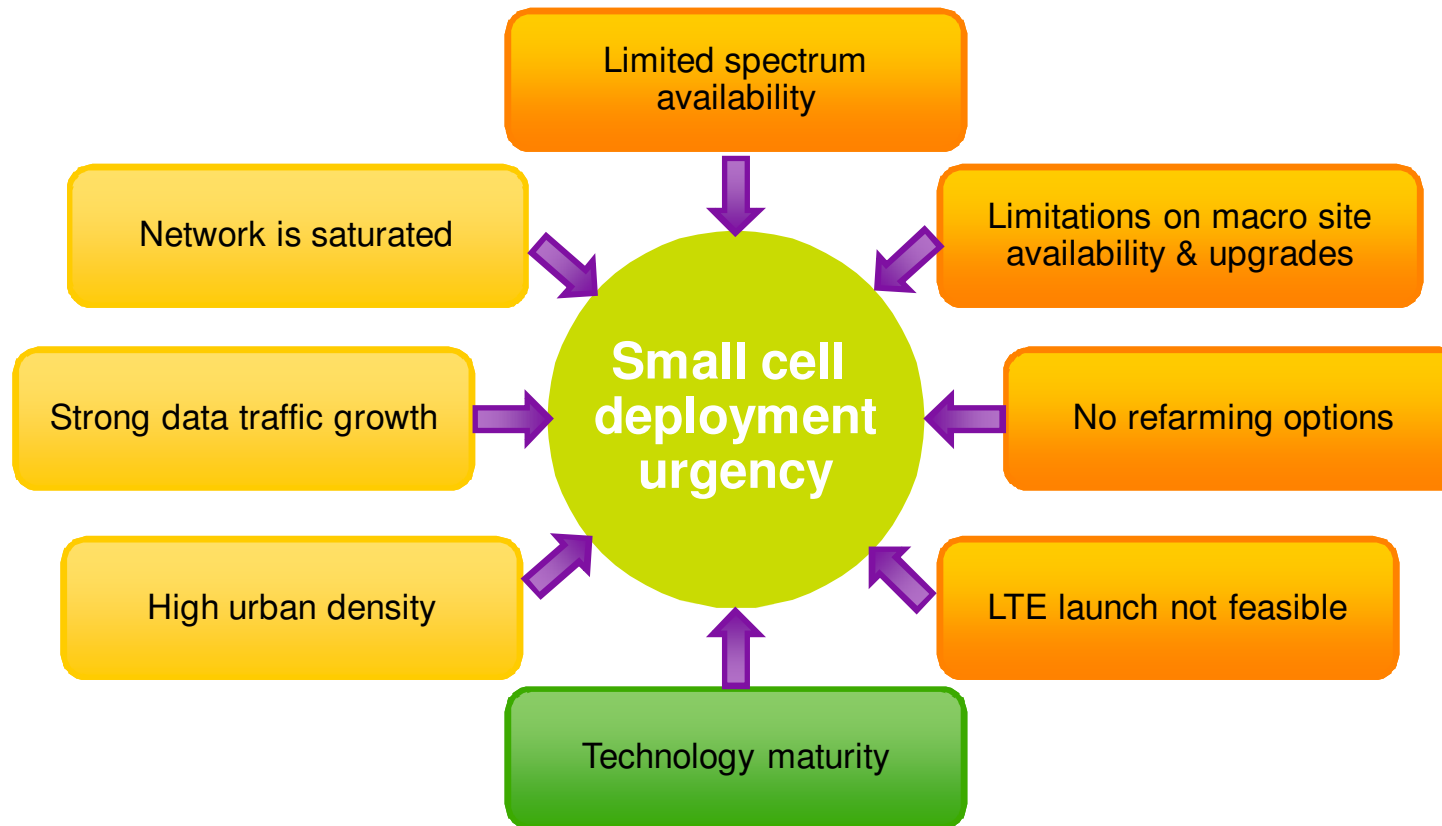 Limited spectrum
availability
Network is saturated
Limitations on macro site
availability & upgrades
Small cell
deployment
urgency
Strong data traffic growth
No refarming options
High urban density
LTE launch not feasible
Technology maturity